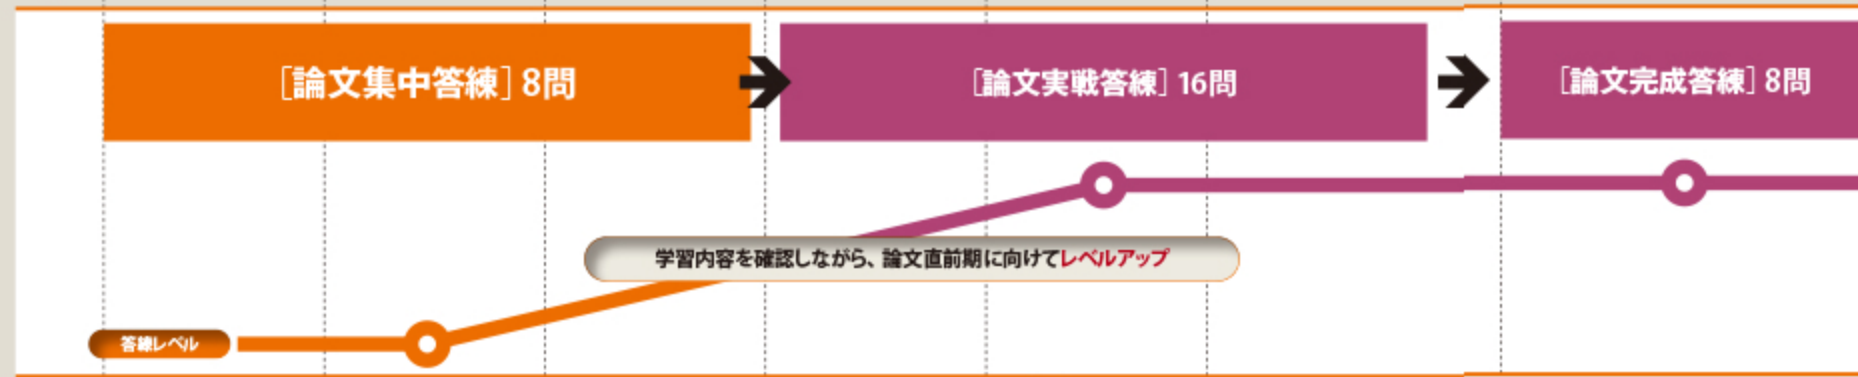 ［論文集中答練］8問
［論文実戦答練］16問
［論文完成答練］8問
学習内容を確認しながら、論文直前期に向けてレベルアップ
答練レベル